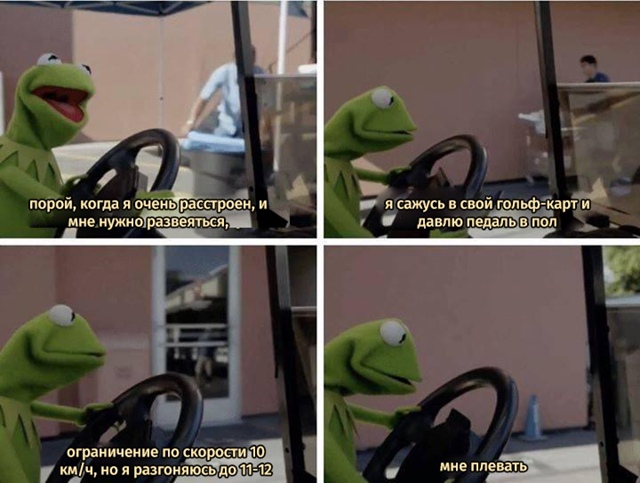 порой, когда я очень расстроен, и
мне нужно развеяться,
я сажусь в свой гольф-карт и
давлю педаль в пол
ограничение по скорости 10
км/ч, но я разгоняюсь до 11-12
мне плевать